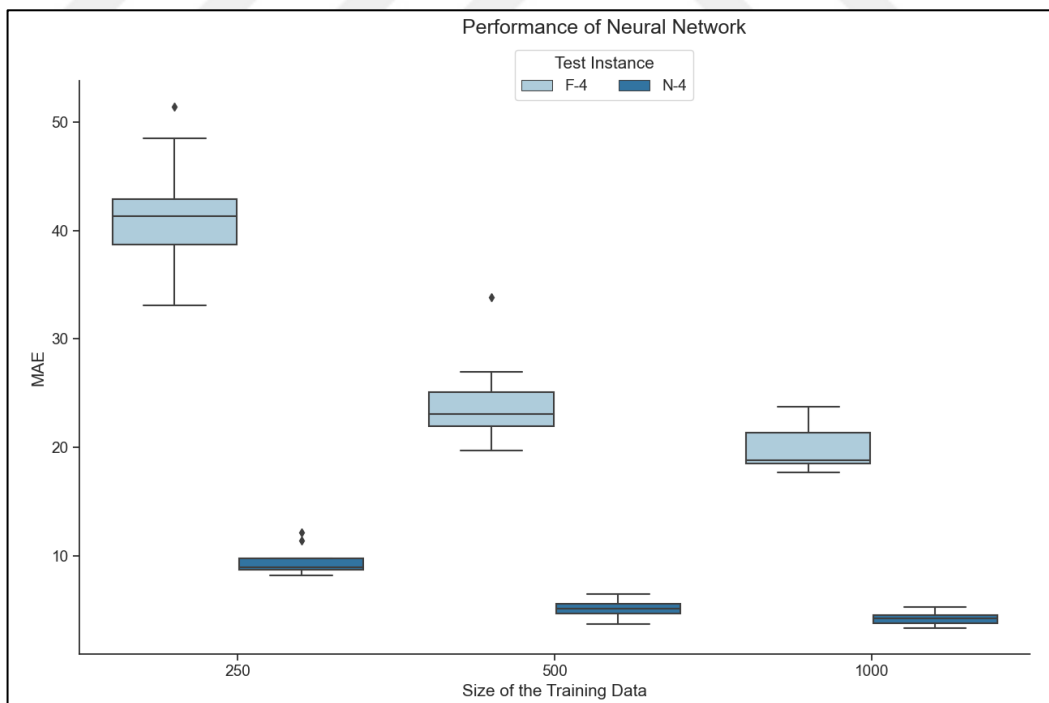 Performance of Neural Network
Test Instance
F-4 N-4
MAE
50
40
30
20
10
250 500 1000
Size of the Training Data